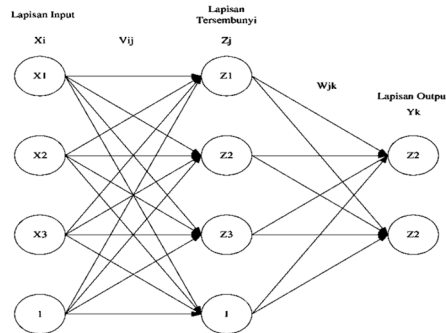 Lapisan Input
Lapisan
Tersembunyi
Xi
Vij
Zj
X1
Z1
Wjk
Lapisan Outpu
Yk
X2
Z2
Z2
X3
Z3
Z2
1
1